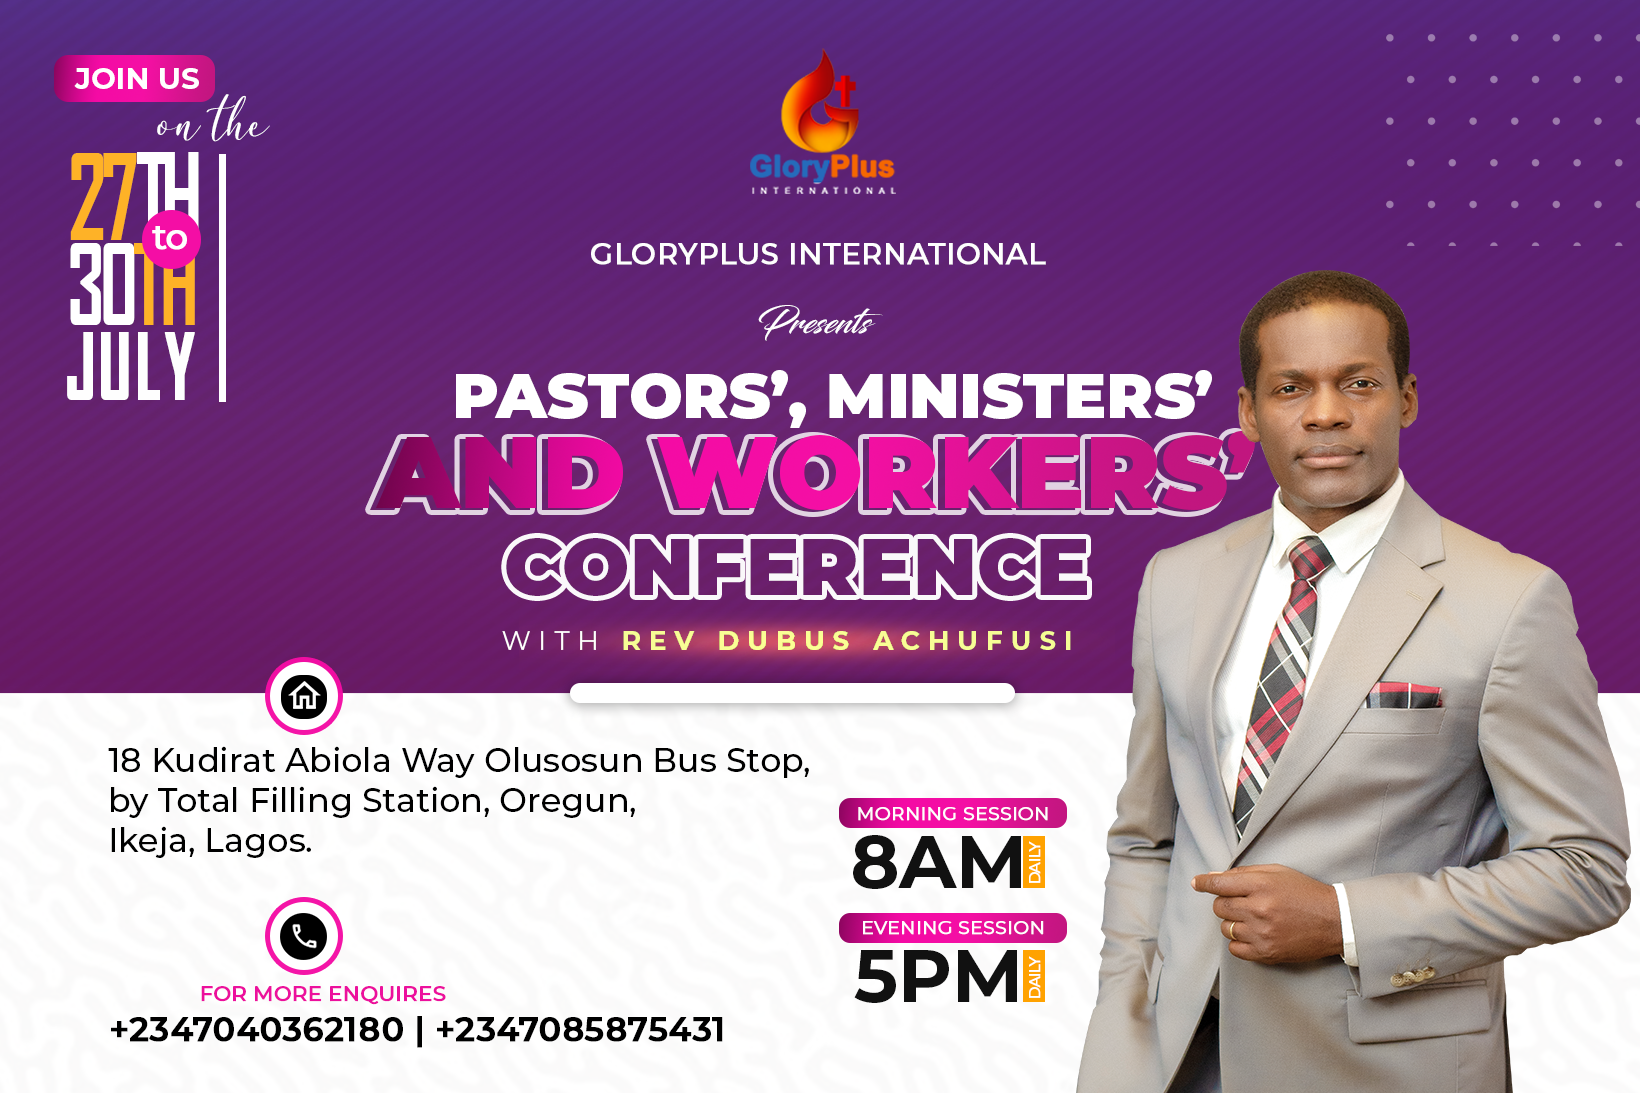 JOIN US
on the
27TH
to
30TH
JULY
GloryPlus
INTERNATIONAL
GLORYPLUS INTERNATIONAL
Presents
PASTORS’, MINISTERS’
AND WORKERS’
CONFERENCE
WITH REV DUBUS ACHUFUSI
18 Kudirat Abiola Way Olusosun Bus Stop,
by Total Filling Station, Oregun,
Ikeja, Lagos.
MORNING SESSION
8AM DAILY
EVENING SESSION
5PM DAILY
FOR MORE ENQUIRES
+2347040362180 | +2347085875431